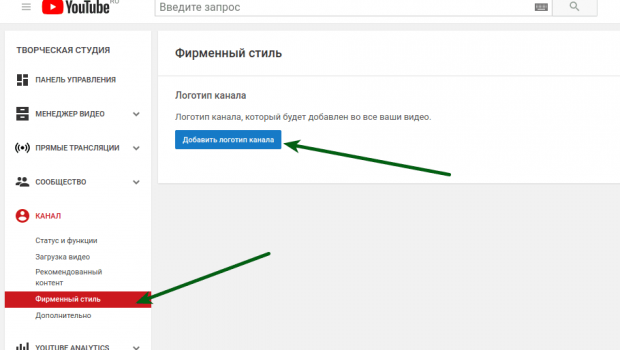 YouTube RU
Введите запрос
ТВОРЧЕСКАЯ СТУДИЯ
ПАНЕЛЬ УПРАВЛЕНИЯ
МЕНЕДЖЕР ВИДЕО
ПРЯМЫЕ ТРАНСЛЯЦИИ
СООБЩЕСТВО
КАНАЛ
Статус и функции
Загрузка видео
Рекомендованный
контент
Фирменный стиль
Дополнительно
YOUTUBE ANALYTICS
Фирменный стиль
Логотип канала
Логотип канала, который будет добавлен во все ваши видео.
Добавить логотип канала